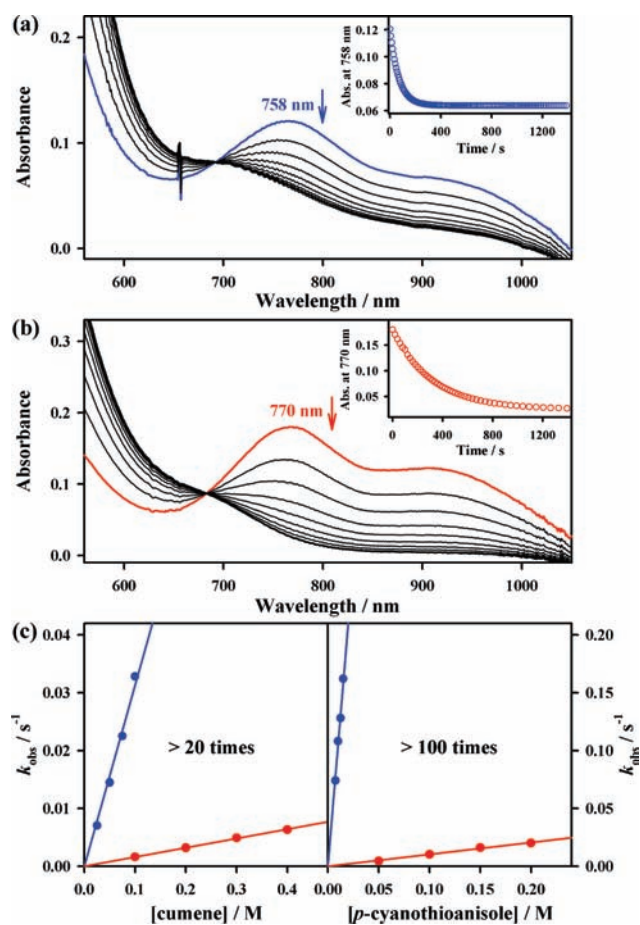 (a)
0.2
0.1
0.0
Absorbance
758 nm
Abs. at 758 nm
0.12
0.10
0.08
0.06
0
400
800
1200
Time / s
600
700
800
900
1000
Wavelength / nm
(b)
0.3
0.2
0.1
0.0
Absorbance
770 nm
Abs. at 770 nm
0.15
0.10
0.05
0
400
800
1200
Time / s
600
700
800
900
1000
Wavelength / nm
(c)
0.04
0.03
0.02
0.01
0.00
kobs / s-1
> 20 times
> 100 times
0.20
0.15
0.10
0.05
0.00
kobs / s-1
0.0
0.1
0.2
0.3
0.4
0.00
0.05
0.10
0.15
0.20
[cumene] / M
[p-cyanothioanisole] / M